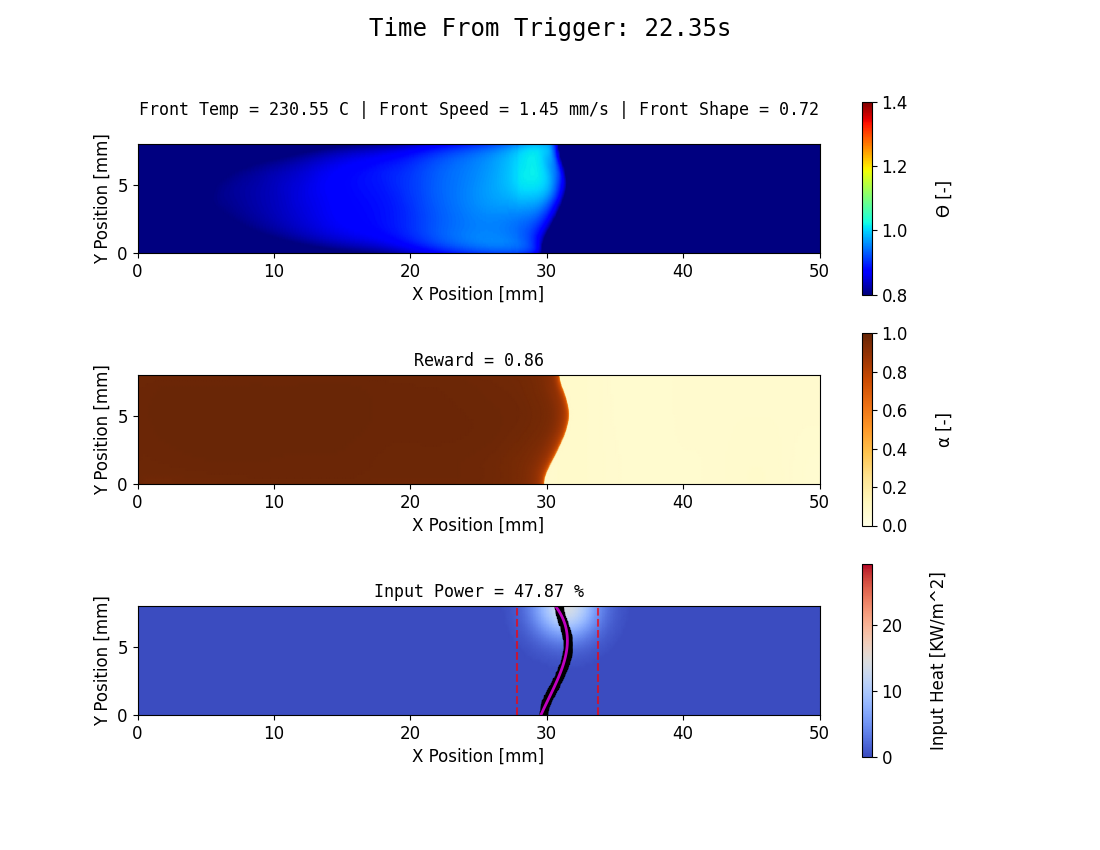 Time From Trigger: 22.35s
Front Temp = 230.55 C | Front Speed = 1.45 mm/s | Front Shape = 0.72
Y Position [mm]
5
0
0 10 20 30 40 50
X Position [mm]
1.4
1.2
1.0
0.8
Θ [-]
Reward = 0.86
Y Position [mm]
5
0
0 10 20 30 40 50
X Position [mm]
1.0
0.8
0.6
0.4
0.2
0.0
α [-]
Input Power = 47.87 %
Y Position [mm]
5
0
0 10 20 30 40 50
X Position [mm]
20
10
0
Input Heat [KW/m^2]